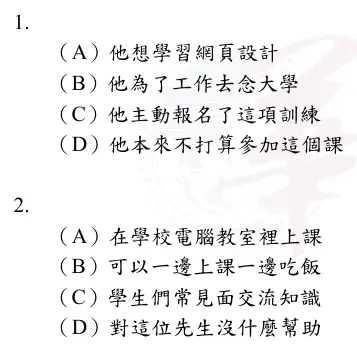 1.
（A）他想學習網頁設計
（B）他為了工作去念大學
（C）他主動報名了這項訓練
（D）他本來不打算參加這個課
2.
（A）在學校電腦教室裡上課
（B）可以一邊上課一邊吃飯
（C）學生們常見面交流知識
（D）對這位先生沒什麼幫助